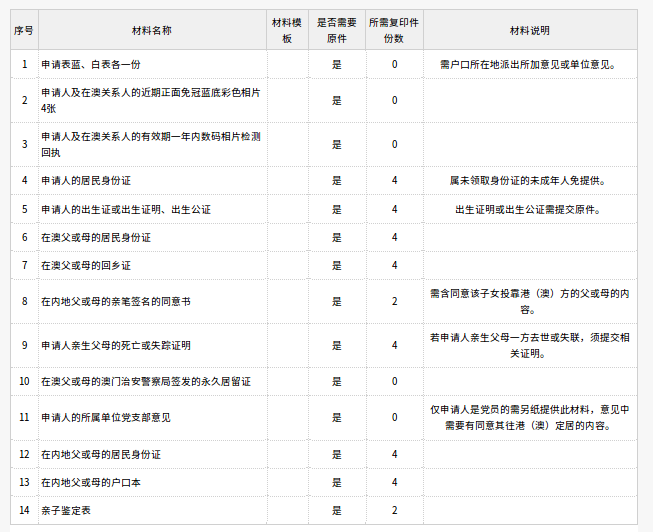 序号 材料名称 材料模板 是否需要原件 所需复印件份数 材料说明
1 申请表蓝、白表各一份 是 0 需户口所在地派出所加意见或单位意见。
2 申请人及在澳关系人的近期正面免冠蓝底彩色相片4张 是 0
3 申请人及在澳关系人的有效期一年内数码相片检测回执 是 0
4 申请人的居民身份证 是 4 属未领取身份证的未成年人免提供。
5 申请人的出生证或出生证明、出生公证 是 4 出生证明或出生公证需提交原件。
6 在澳父或母的居民身份证 是 4
7 在澳父或母的回乡证 是 4
8 在内地父或母的亲笔签名的同意书 是 2 需含同意该子女投靠港（澳）方的父或母的内容。
9 申请人亲生父母的死亡或失踪证明 是 4 若申请人亲生父母一方去世或失联，须提交相关证明。
10 在澳父或母的澳门治安警察局签发的永久居留证 是 0
11 申请人的所属单位党支部意见 是 0 仅申请人是党员的需另纸提供此材料，意见中需要有同意其往港（澳）定居的内容。
12 在内地父或母的居民身份证 是 4
13 在内地父或母的户口本 是 4
14 亲子鉴定表 是 2